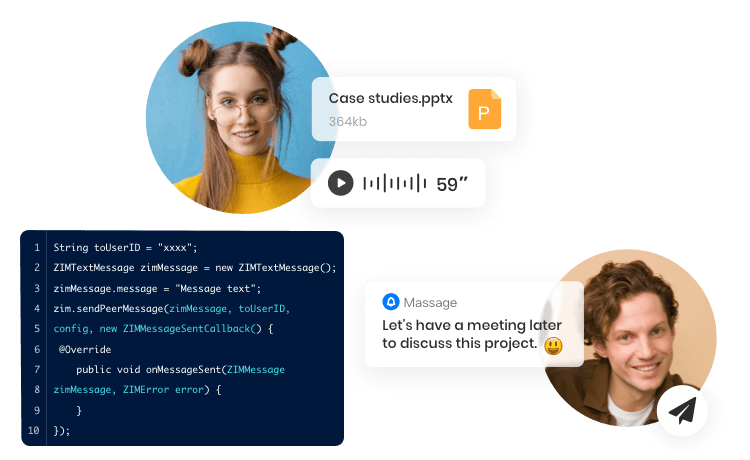 Case studies.pptx
364kb
P
59”
1 String toUserID = "xxxx";
2 ZIMTextMessage zimMessage = new ZIMTextMessage();
3 zimMessage.message = "Message text";
4 zim.sendPeerMessage(zimMessage, toUserID,
5 config, new ZIMMessageSentCallback() {
6 @Override
7 public void onMessageSent(ZIMMessage
8 zimMessage, ZIMError error) {
9 }
10 });
Massage
Let's have a meeting later
to discuss this project. 😃